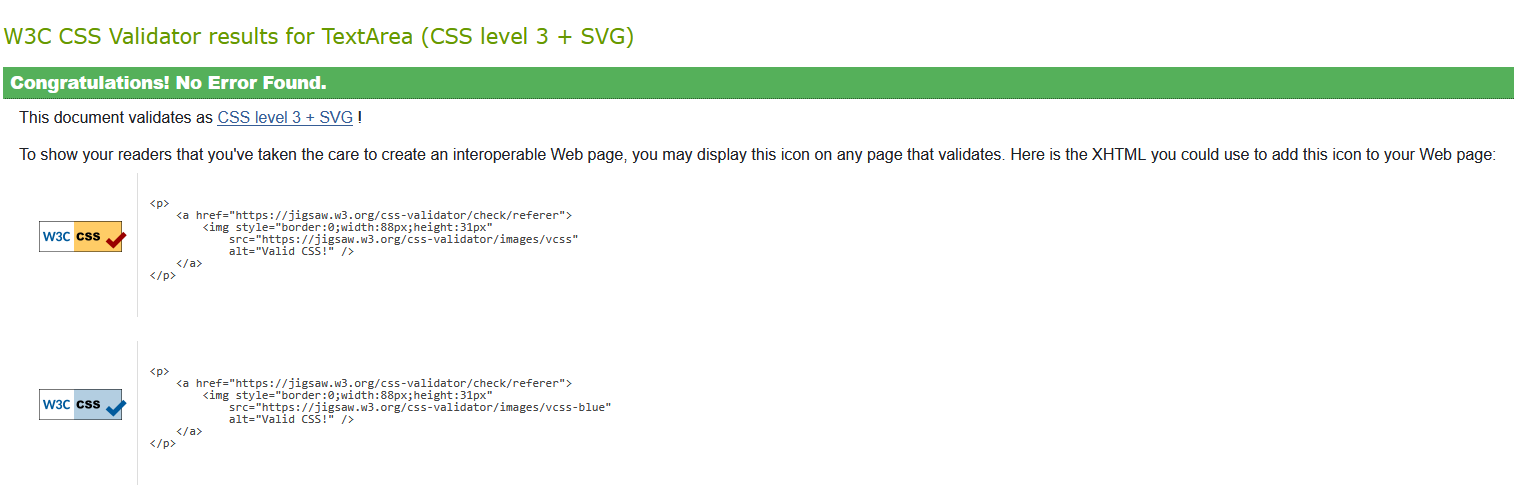 W3C CSS Validator results for TextArea (CSS level 3 + SVG)
Congratulations! No Error Found.
This document validates as CSS level 3 + SVG !
To show your readers that you've taken the care to create an interoperable Web page, you may display this icon on any page that validates. Here is the XHTML you could use to add this icon to your Web page:
W3C css
<p>
    <a href="https://jigsaw.w3.org/css-validator/check/referer">
        <img style="border:0;width:88px;height:31px"
            src="https://jigsaw.w3.org/css-validator/images/vcss"
            alt="Valid CSS!" />
    </a>
</p>
W3C css
<p>
    <a href="https://jigsaw.w3.org/css-validator/check/referer">
        <img style="border:0;width:88px;height:31px"
            src="https://jigsaw.w3.org/css-validator/images/vcss-blue"
            alt="Valid CSS!" />
    </a>
</p>